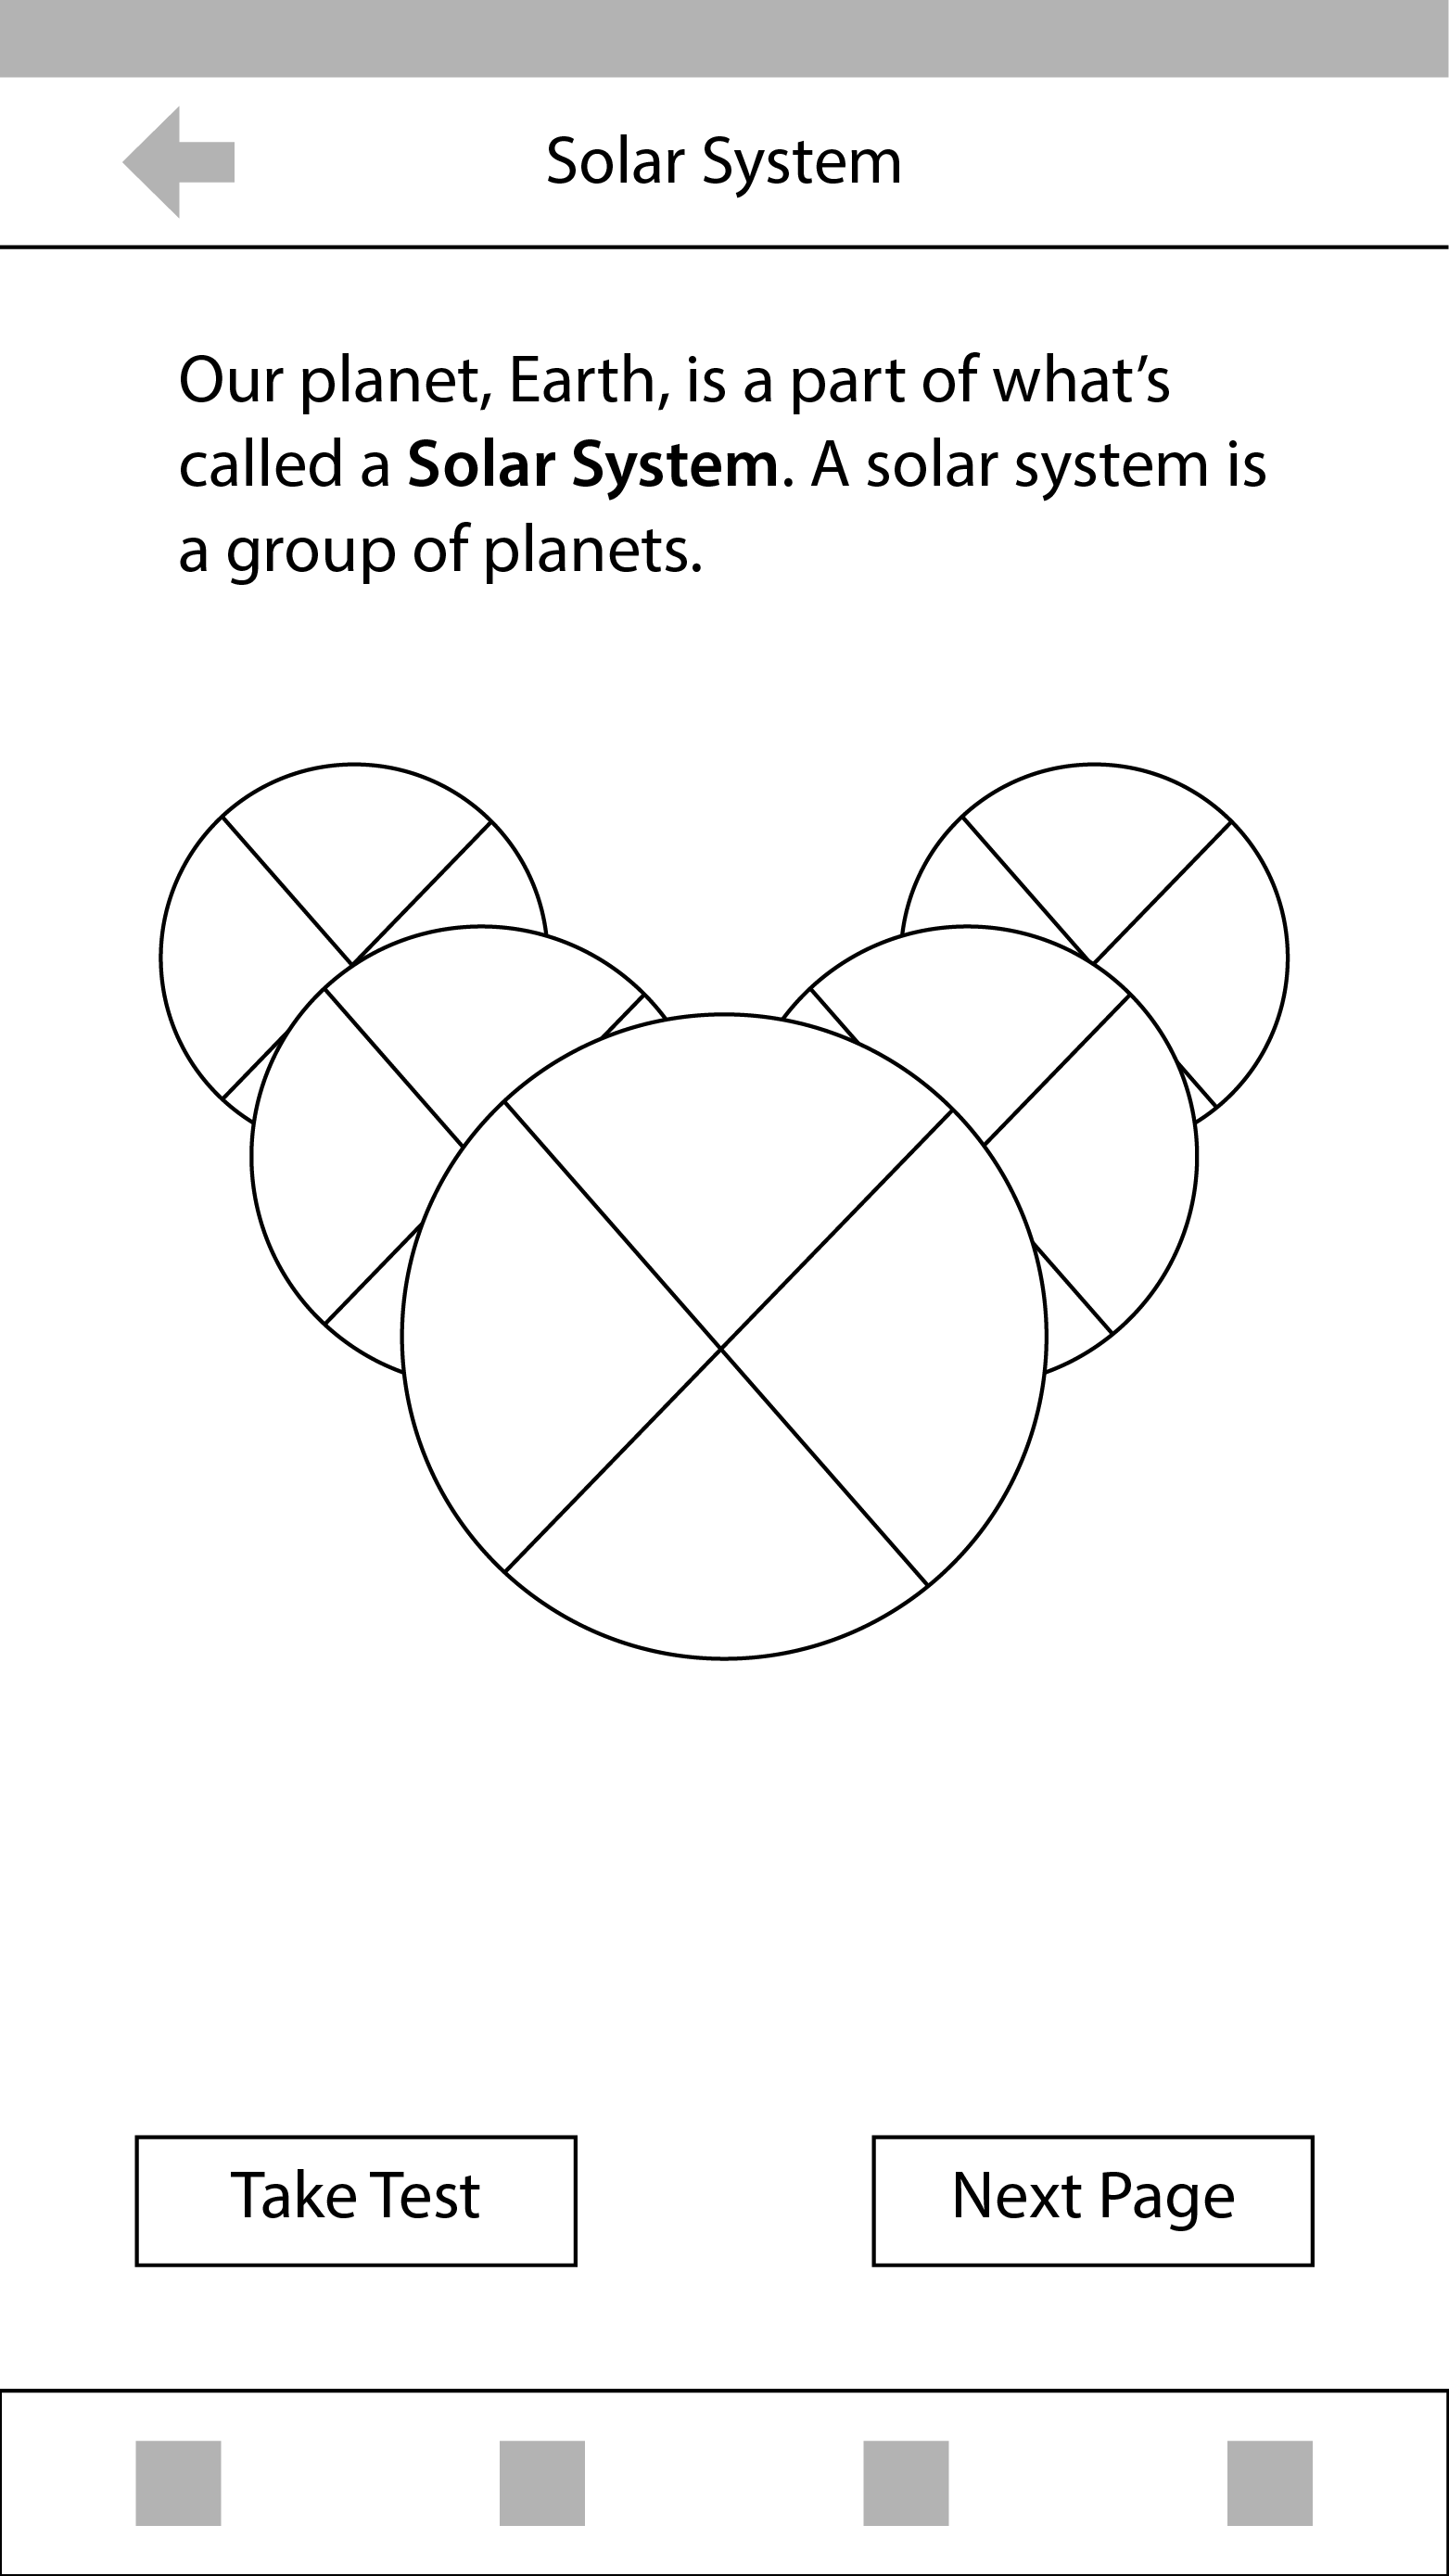 Solar System
Our planet, Earth, is a part of what’s
called a Solar System. A solar system is
a group of planets.
Take Test
Next Page